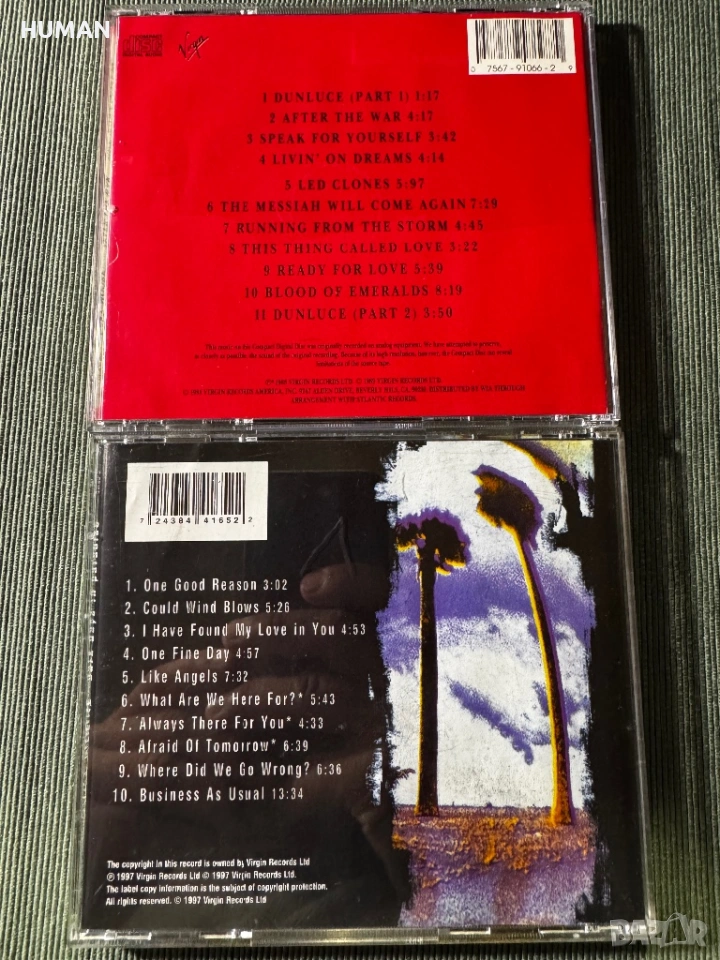 HUMAN
COMPACT
DIGITAL AUDIO
Virgin
0 7567-91066-2 9
1 DUNLUCE (PART 1) 1:17
2 AFTER THE WAR 4:17
3 SPEAK FOR YOURSELF 3:42
4 LIVIN' ON DREAMS 4:14
5 LED CLONES 5:97
6 THE MESSIAH WILL COME AGAIN 7:29
7 RUNNING FROM THE STORM 4:45
8 THIS THING CALLED LOVE 3:22
9 READY FOR LOVE 5:39
10 BLOOD OF EMERALDS 8:19
11 DUNLUCE (PART 2) 3:50
7 24384 41652 2
1. One Good Reason 3:02
2. Could Wind Blows 5:26
3. I Have Found My Love in You 4:53
4. One Fine Day 4:57
5. Like Angels 7:32
6. What Are We Here For?* 5:43
7. Always There For You* 4:33
8. Afraid Of Tomorrow* 6:39
9. Where Did We Go Wrong? 6:36
10. Business As Usual 13:34
The copyright in this record is owned by Virgin Records Ltd
℗ 1997 Virgin Records Ltd © 1997 Virgin Records Ltd.
The label copy information is the subject of copyright protection.
All rights reserved. © 1997 Virgin Records Ltd
BAZAR